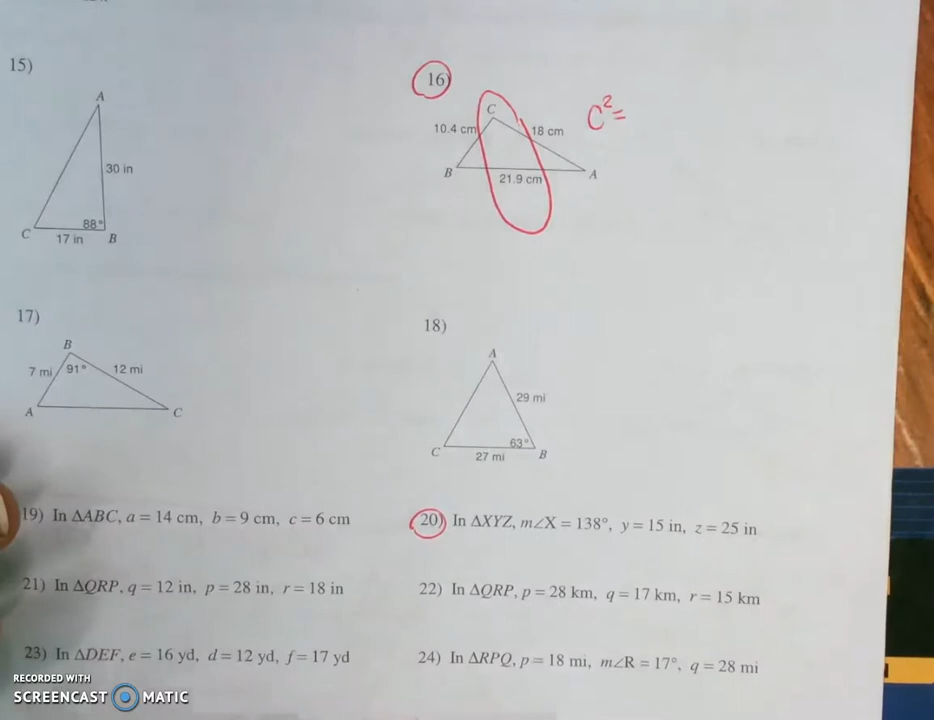 15)
A
30 in
88°
C
17 in
B
16)
C
10.4 cm
18 cm
B
21.9 cm
A
C²=
17)
B
7 mi
91°
12 mi
A
C
18)
A
29 mi
63°
C
27 mi
B
19) In ΔABC, a = 14 cm, b = 9 cm, c = 6 cm
20) In ΔXYZ, m∠X = 138°, y = 15 in, z = 25 in
21) In ΔQRP, q = 12 in, p = 28 in, r = 18 in
22) In ΔQRP, p = 28 km, q = 17 km, r = 15 km
23) In ΔDEF, e = 16 yd, d = 12 yd, f = 17 yd
24) In ΔRPQ, p = 18 mi, m∠R = 17°, q = 28 mi
RECORDED WITH
SCREENCAST MATIC